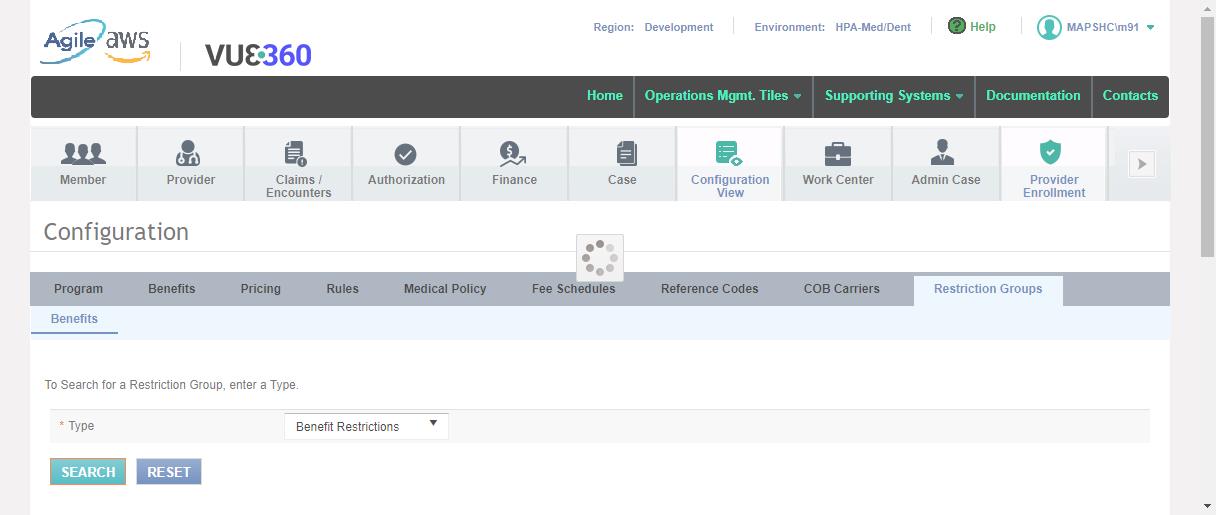 Agile aws
VUE360
Region: Development Environment: HPA-Med/Dent ? Help MAPSHC\m91
Home Operations Mgmt. Tiles Supporting Systems Documentation Contacts
Member Provider Claims / Encounters Authorization Finance Case Configuration View Work Center Admin Case Provider Enrollment
Configuration
Program Benefits Pricing Rules Medical Policy Fee Schedules Reference Codes COB Carriers Restriction Groups
Benefits
To Search for a Restriction Group, enter a Type.
* Type Benefit Restrictions
SEARCH RESET